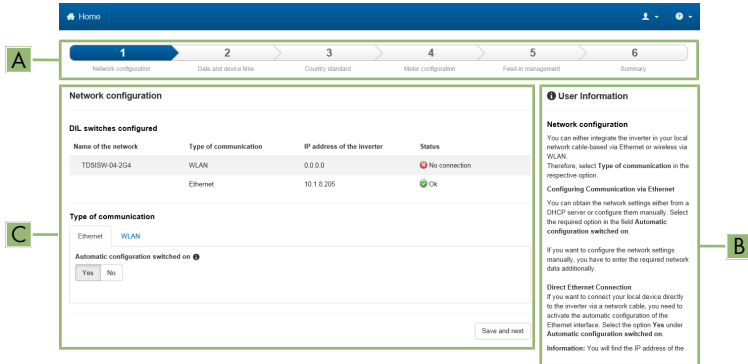 Home
A
1 2 3 4 5 6
Network configuration Date and device time Country standard Meter configuration Feed-in management Summary
C
Network configuration
DIL switches configured
Name of the network Type of communication IP address of the inverter Status
TDSISW-04-2G4 WLAN 0.0.0.0 No connection
Ethernet 10.1.8.205 Ok
Type of communication
Ethernet WLAN
Automatic configuration switched on
Yes No
Save and next
B
User Information
Network configuration
You can either integrate the inverter in your local
network cable-based via Ethernet or wireless via
WLAN.
Therefore, select Type of communication in the
respective option.
Configuring Communication via Ethernet
You can obtain the network settings either from a
DHCP server or configure them manually. Select
the required option in the field Automatic
configuration switched on.
If you want to configure the network settings
manually, you have to enter the required network
data additionally.
Direct Ethernet Connection
If you want to connect your local device directly
to the inverter via a network cable, you need to
activate the automatic configuration of the
Ethernet interface. Select the option Yes under
Automatic configuration switched on.
Information: You will find the IP address of the